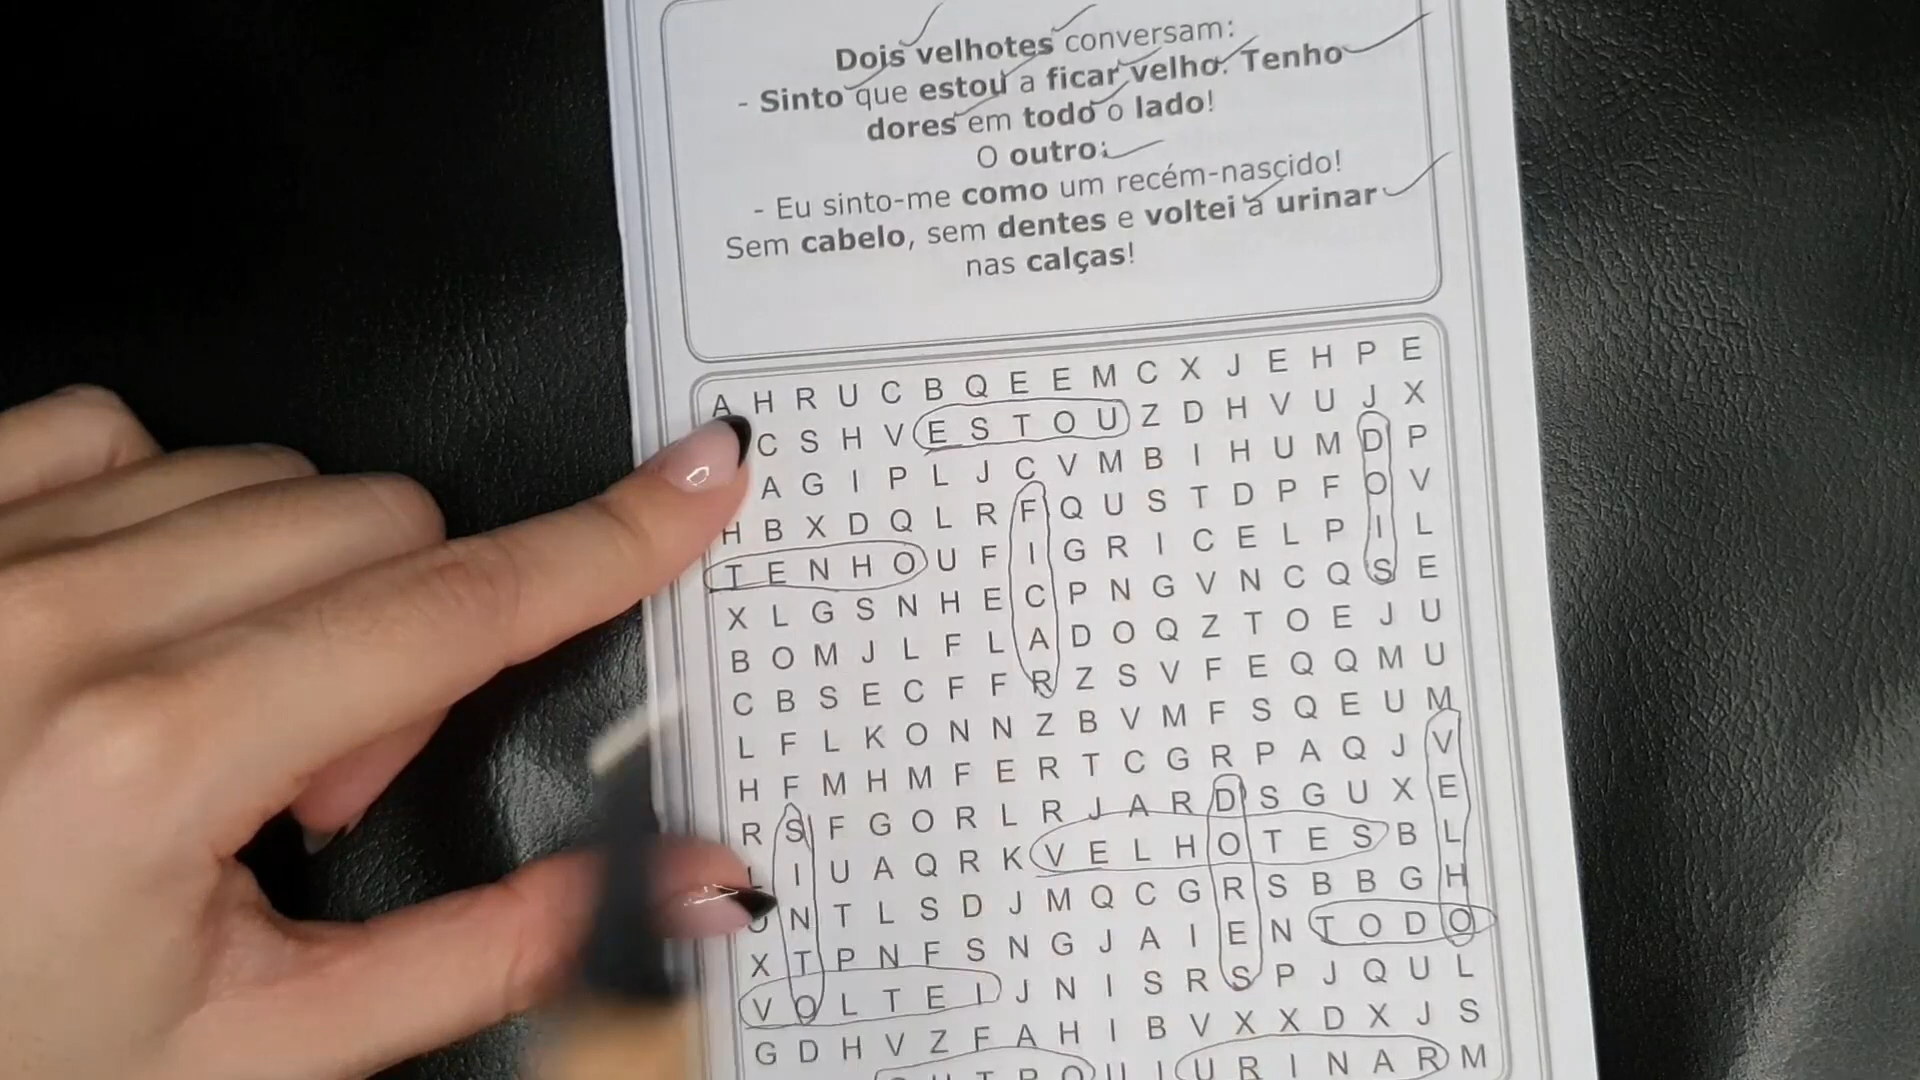 Dois velhotes conversam:
- Sinto que estou a ficar velho. Tenho
dores em todo o lado!
O outro:
- Eu sinto-me como um recém-nascido!
Sem cabelo, sem dentes e voltei a urinar
nas calças!
A H R U C B Q E E M C X J E H P E
C S H V E S T O U Z D H V U J X
A G I P L J C V M B I H U M D P
H B X D Q L R F Q U S T D P F O V
T E N H O U F I G R I C E L P I L
X L G S N H E C P N G V N C Q S E
B O M J L F L A D O Q Z T O E J U
C B S E C F F R Z S V F E Q Q M U
L F L K O N N Z B V M F S Q E U M
H F M H M F E R T C G R P A Q J V
R S F G O R L R J A R D S G U X E
L I U A Q R K V E L H O T E S B L
N T L S D J M Q C G R S B B G H
X T P N F S N G J A I E N T O D O
V O L T E I J N I S R S P J Q U L
G D H V Z F A H I B V X X D X J S
U T R O U I U R I N A R M